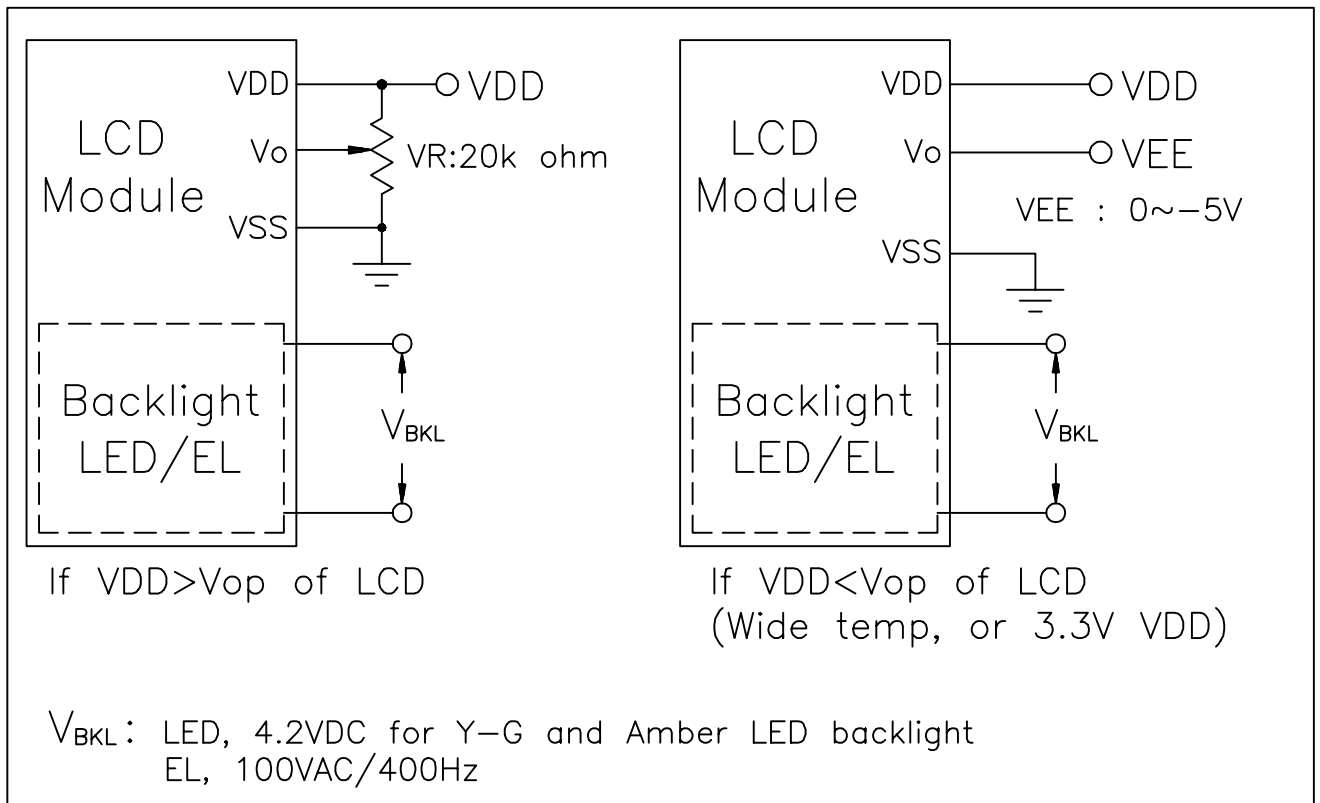 VDD
VDD
LCD
Module
Vo
VR:20k ohm
VSS
Backlight
LED/EL
VBKL
If VDD>Vop of LCD
VDD
VDD
LCD
Module
Vo
VEE
VEE : 0~-5V
VSS
Backlight
LED/EL
VBKL
If VDD<Vop of LCD
(Wide temp, or 3.3V VDD)
VBKL: LED, 4.2VDC for Y-G and Amber LED backlight
EL, 100VAC/400Hz